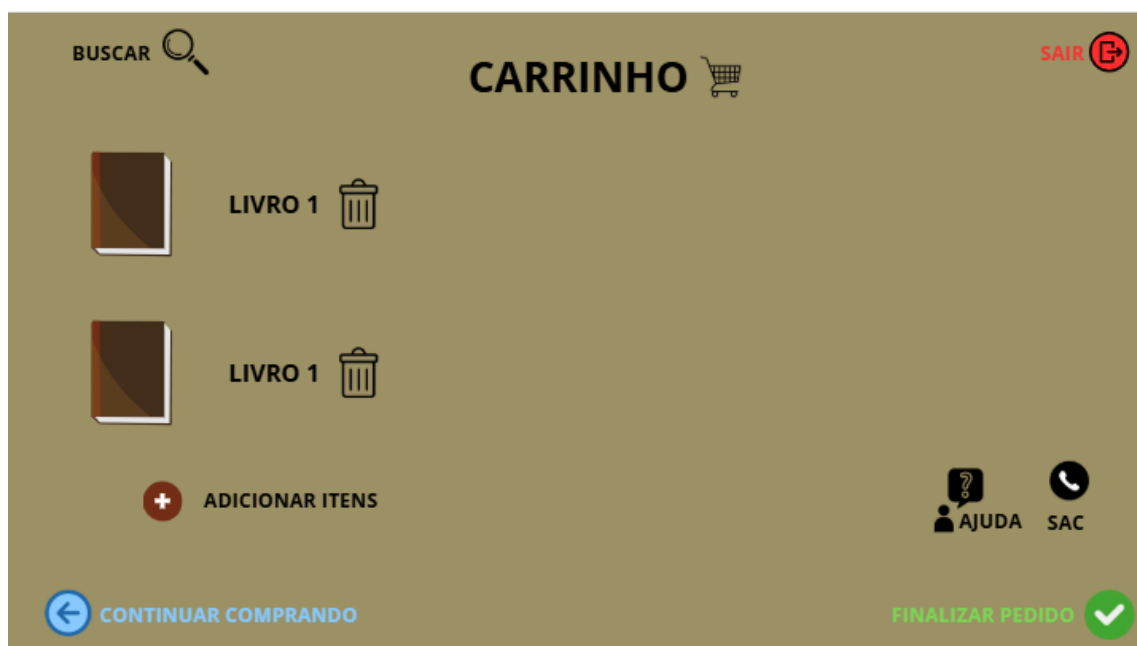 BUSCAR
CARRINHO
SAIR
LIVRO 1
LIVRO 1
ADICIONAR ITENS
?
AJUDA
SAC
CONTINUAR COMPRANDO
FINALIZAR PEDIDO